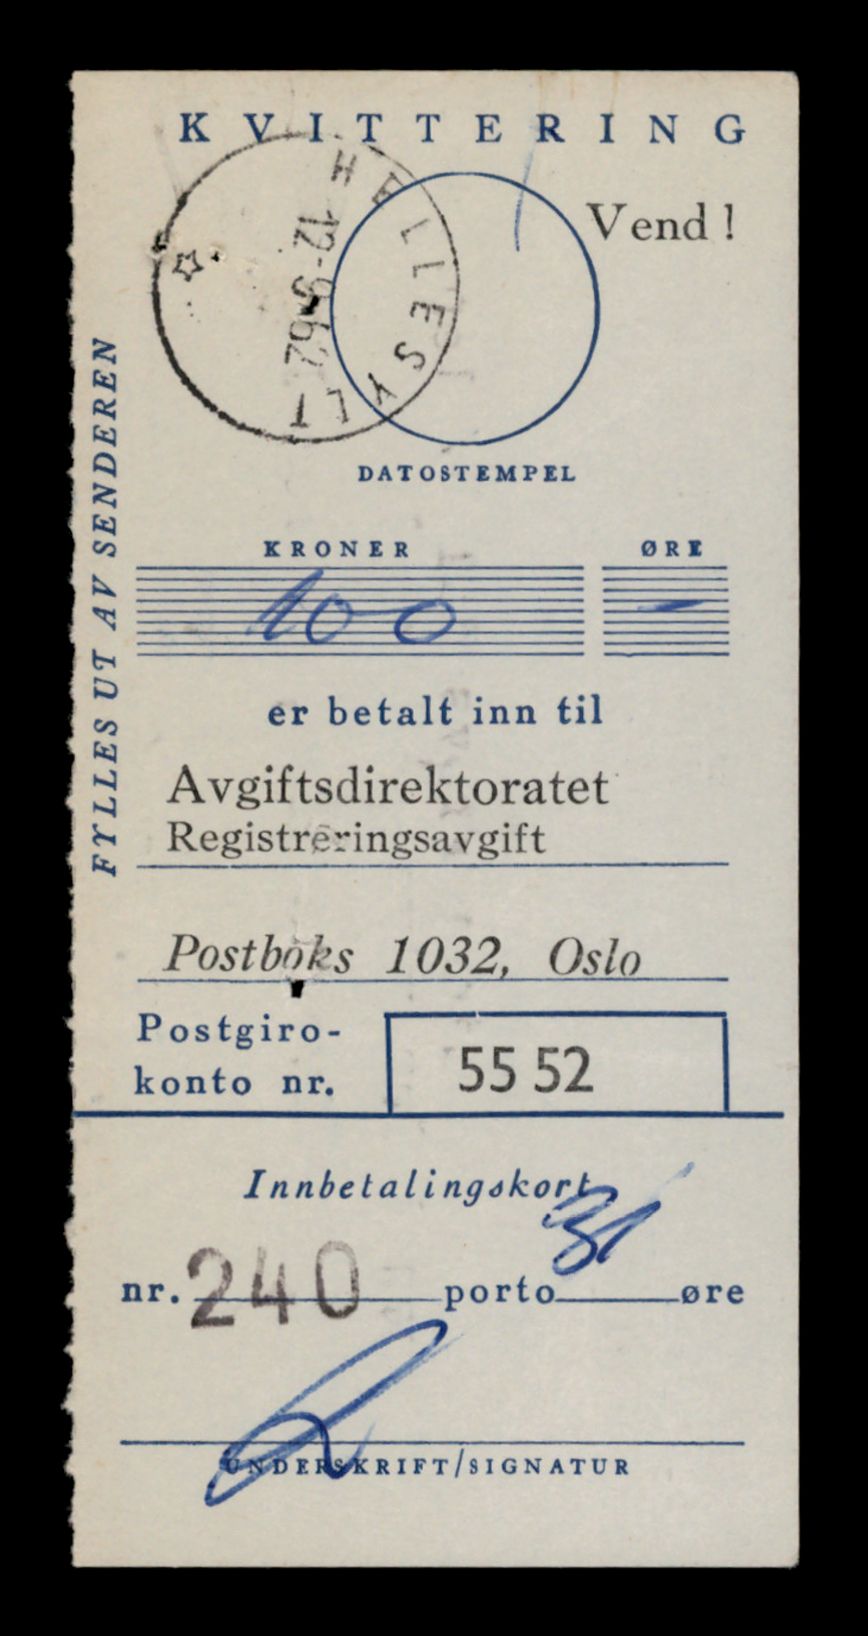 KVITTERING
Vend !
HELLESYLT
12-9-62
DATOSTEMPEL
FYLLES UT AV SENDEREN
KRONER ØRE
100 -
er betalt inn til
Avgiftsdirektoratet
Registreringsavgift
Postboks 1032, Oslo
Postgiro-
konto nr.
55 52
Innbetalingskort
nr. 240 porto øre
UNDERSKRIFT/SIGNATUR